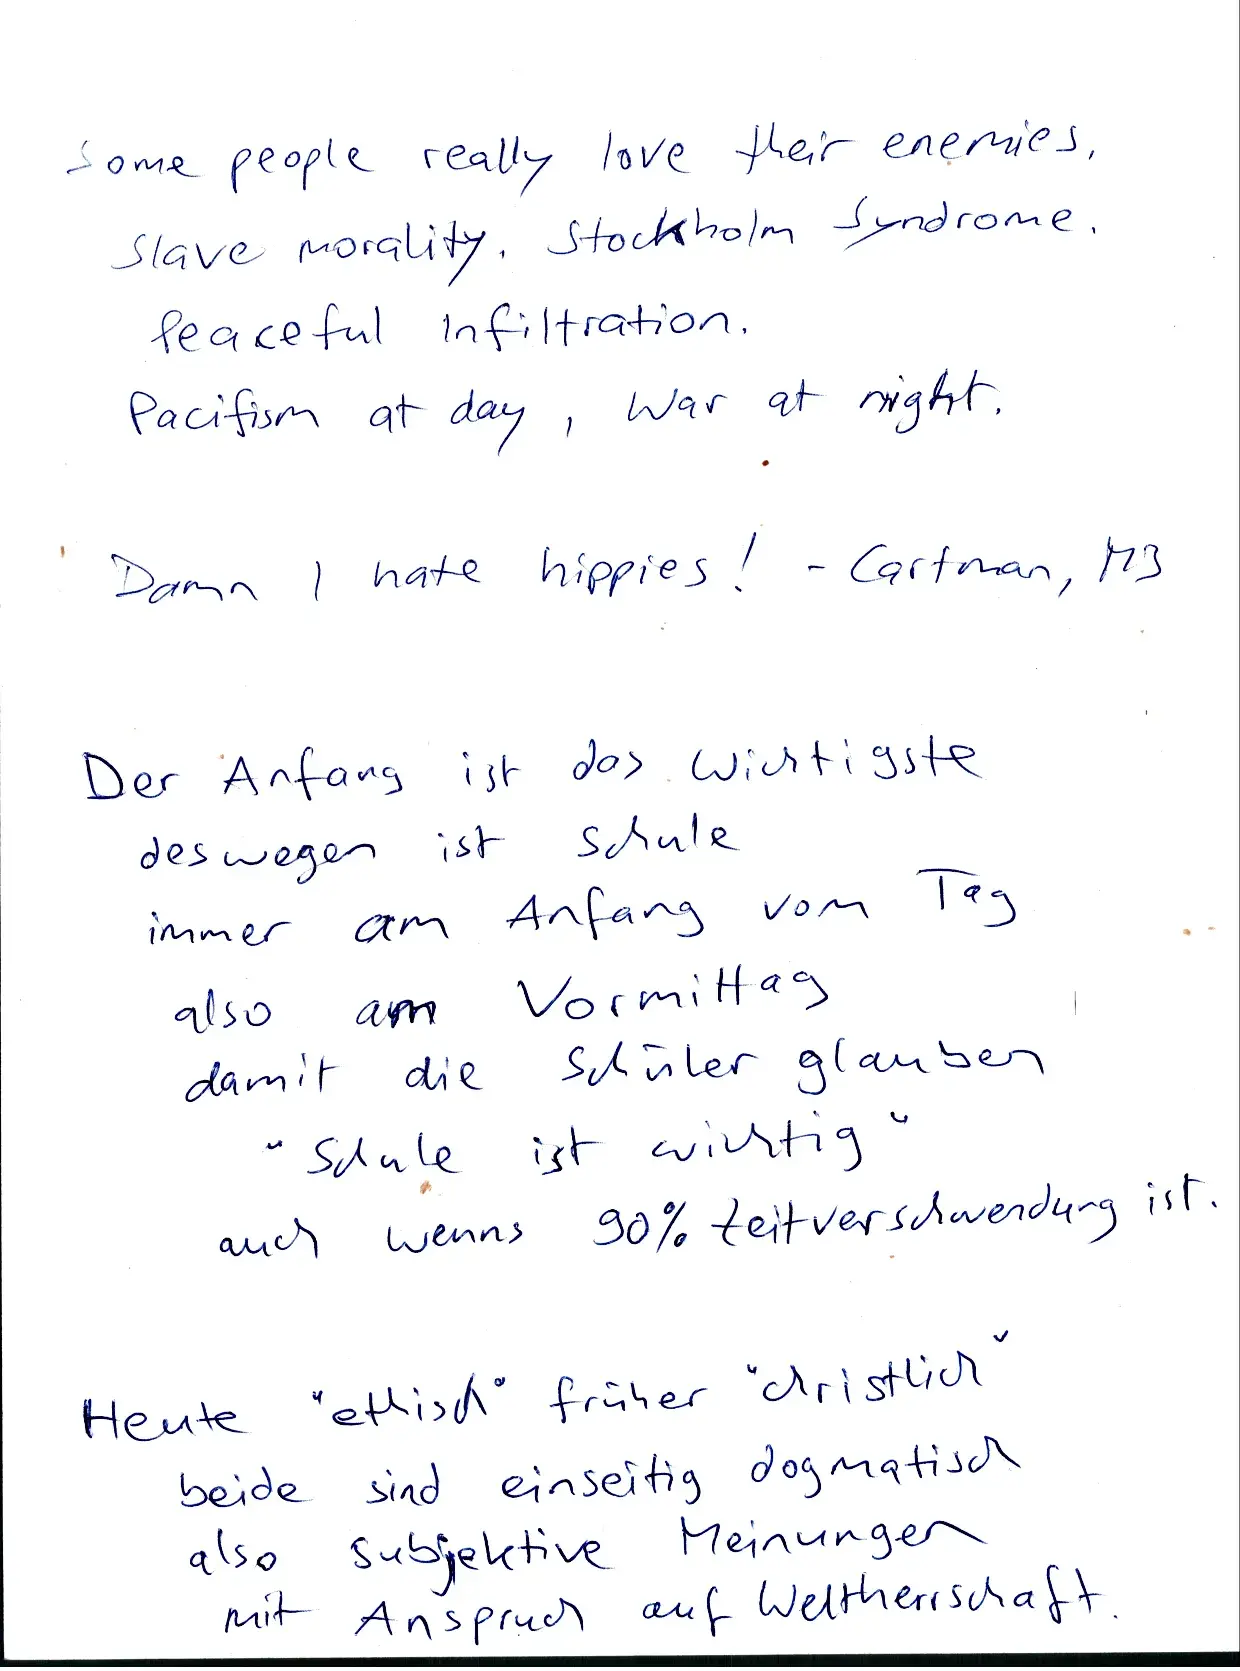 Some people really love their enemies.
Slave morality. Stockholm Syndrome.
Peaceful Infiltration.
Pacifism at day, War at night.
Damn I hate hippies! - Cartman, MB
Der Anfang ist das Wichtigste
deswegen ist Schule
immer am Anfang vom Tag
also am Vormittag
damit die Schüler glauben
"Schule ist wichtig"
auch wenns 90% Zeitverschwendung ist.
Heute "ethisch" früher "christlich"
beide sind einseitig dogmatisch
also subjektive Meinungen
mit Anspruch auf Weltherrschaft.